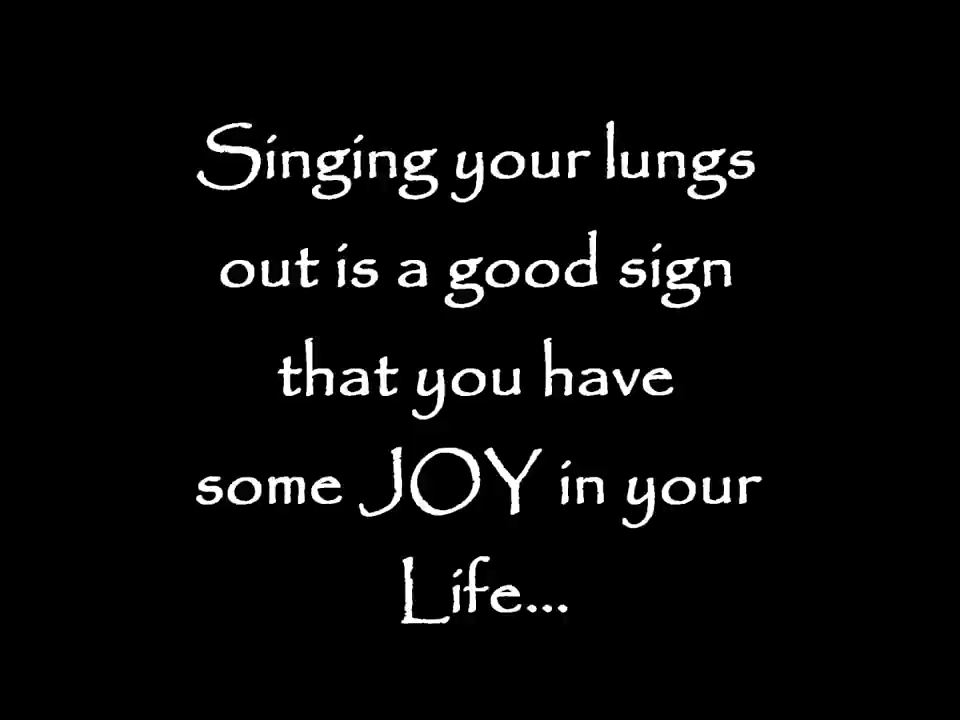 Singing your lungs
out is a good sign
that you have
some JOY in your
Life...